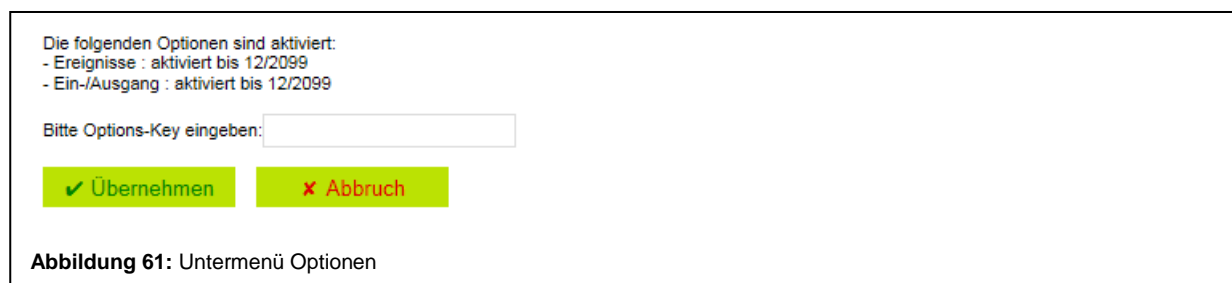 Die folgenden Optionen sind aktiviert:
- Ereignisse : aktiviert bis 12/2099
- Ein-/Ausgang : aktiviert bis 12/2099
Bitte Options-Key eingeben:
✔ Übernehmen ✘ Abbruch
Abbildung 61: Untermenü Optionen